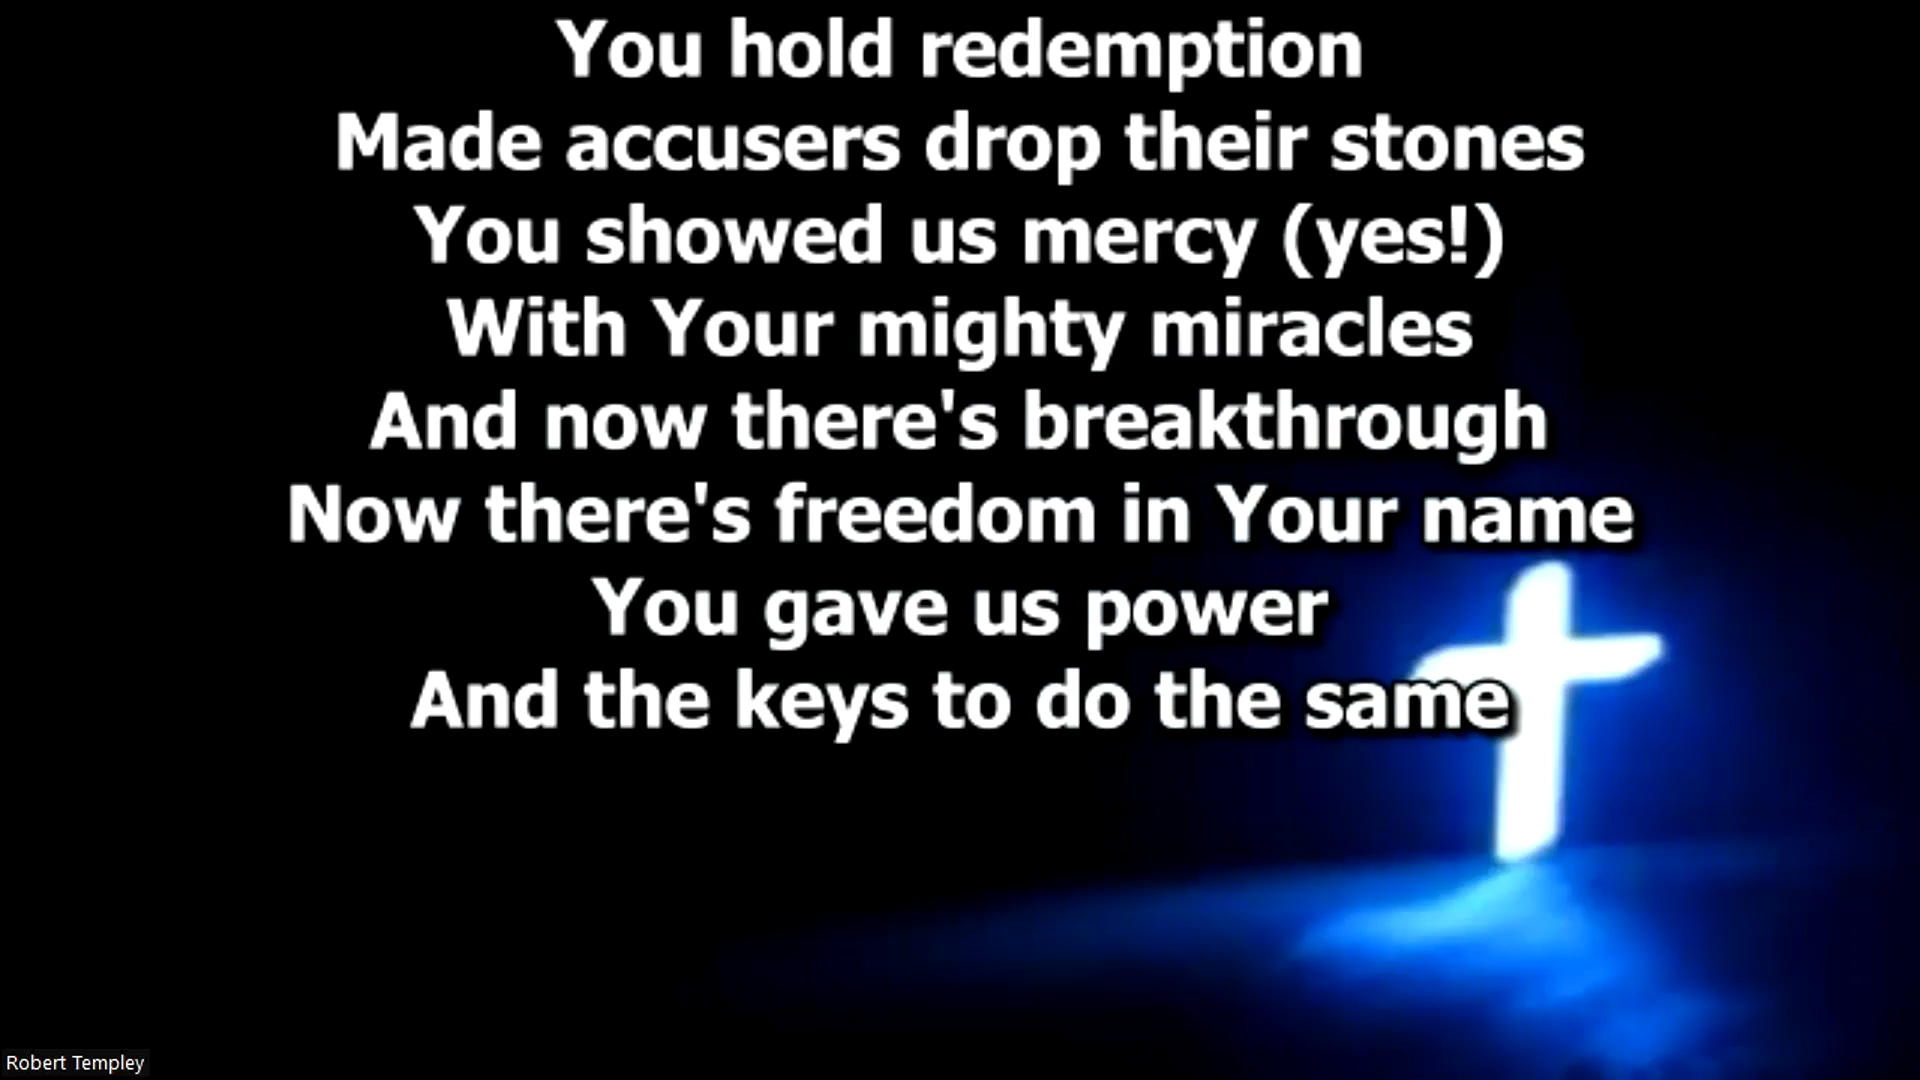 You hold redemption
Made accusers drop their stones
You showed us mercy (yes!)
With Your mighty miracles
And now there's breakthrough
Now there's freedom in Your name
You gave us power
And the keys to do the same
Robert Templey